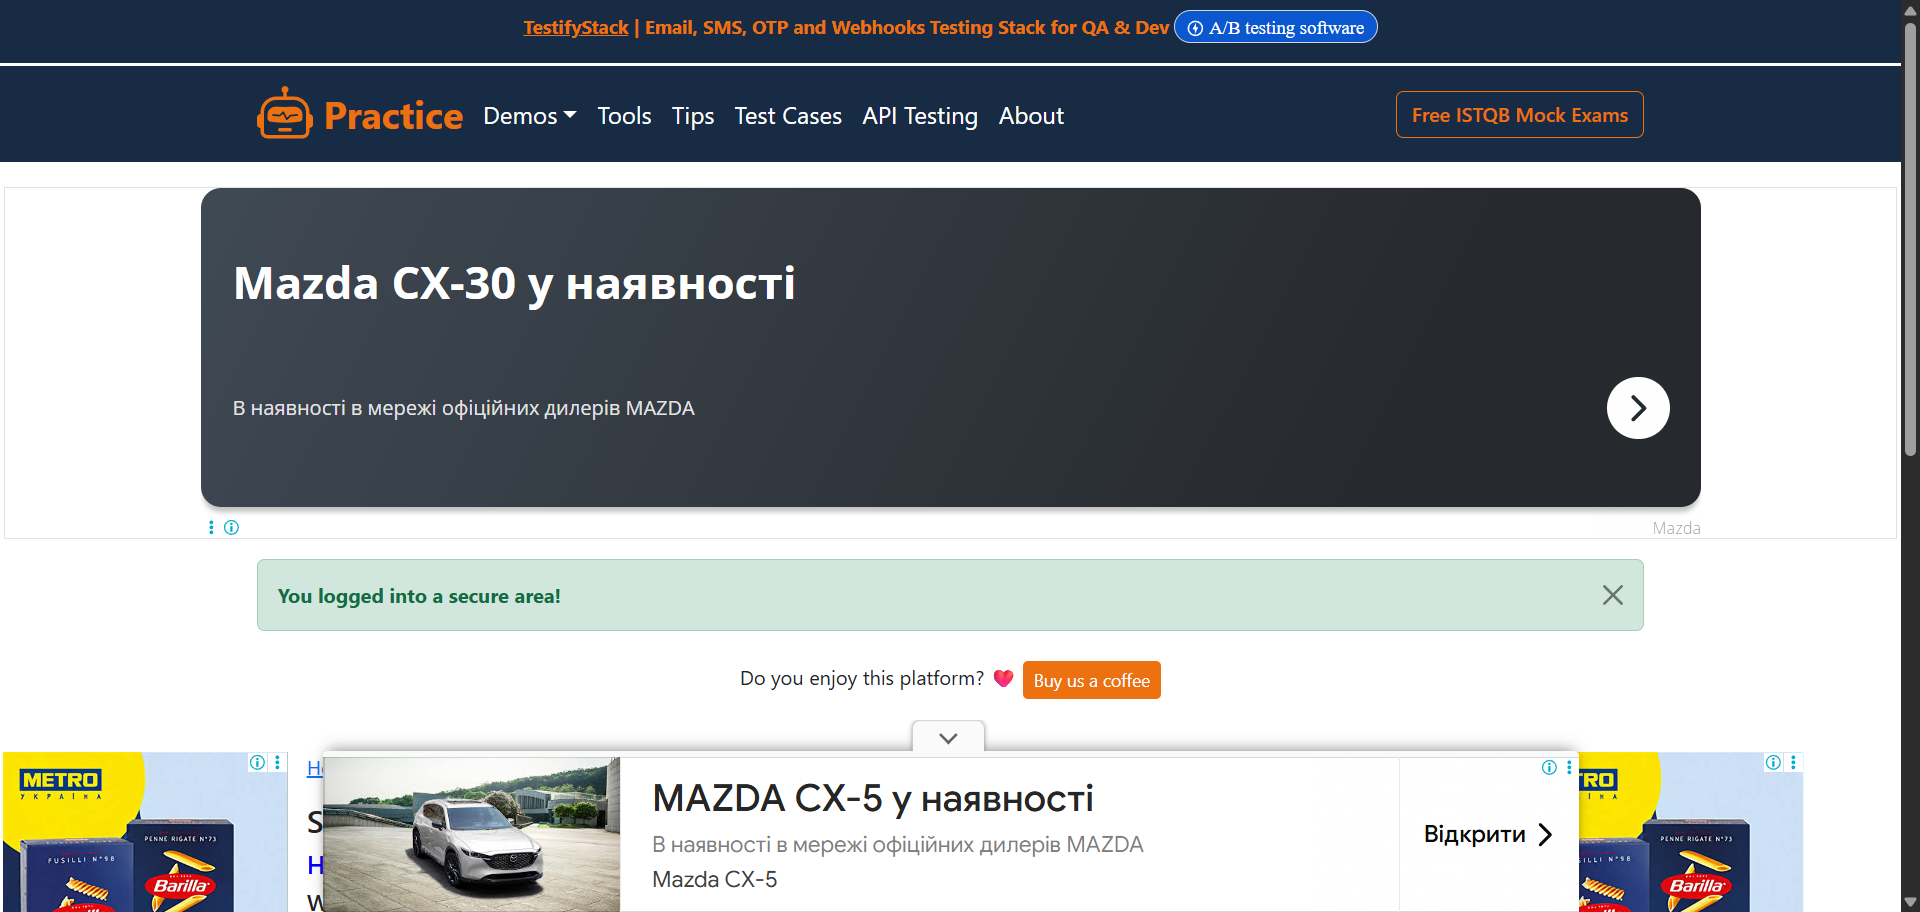 TestifyStack | Email, SMS, OTP and Webhooks Testing Stack for QA & Dev A/B testing software
Practice Demos Tools Tips Test Cases API Testing About Free ISTQB Mock Exams
Mazda CX-30 у наявності
В наявності в мережі офіційних дилерів MAZDA
Mazda
You logged into a secure area!
Do you enjoy this platform? Buy us a coffee
METRO
УКРАЇНА
FUSILLI N°98
PENNE RIGATE N°73
Barilla
MAZDA CX-5 у наявності
В наявності в мережі офіційних дилерів MAZDA
Mazda CX-5
Відкрити
PENNE RIGATE N°73
Barilla